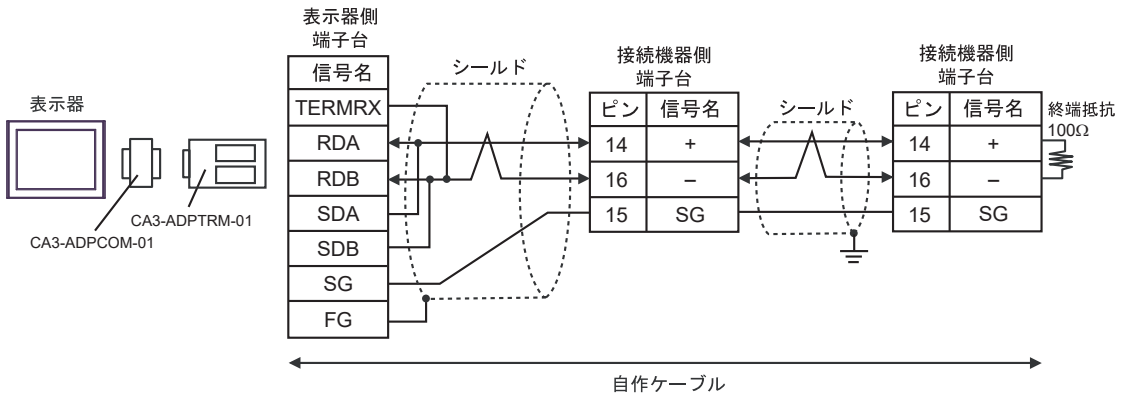 表示器
CA3-ADPCOM-01
CA3-ADPTRM-01
表示器側
端子台
信号名
TERMRX
RDA
RDB
SDA
SDB
SG
FG
シールド
接続機器側
端子台
ピン 信号名
14 +
16 –
15 SG
シールド
接続機器側
端子台
ピン 信号名
14 +
16 –
15 SG
終端抵抗
100Ω
自作ケーブル